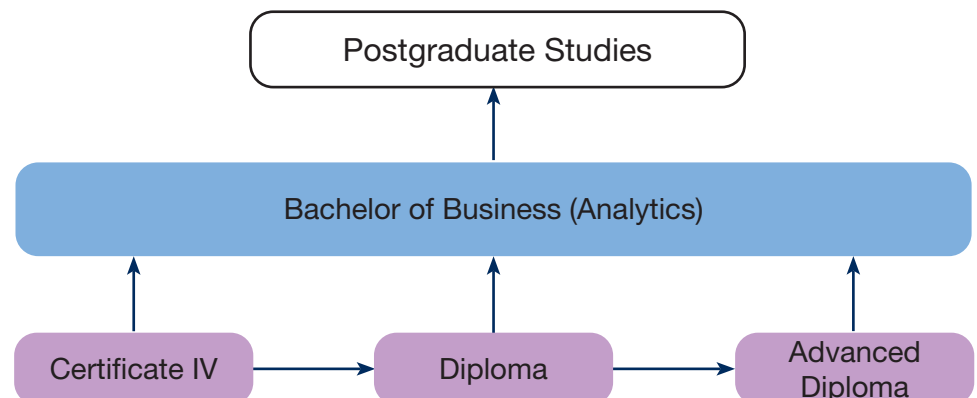 Postgraduate Studies
Bachelor of Business (Analytics)
Certificate IV
Diploma
Advanced
Diploma